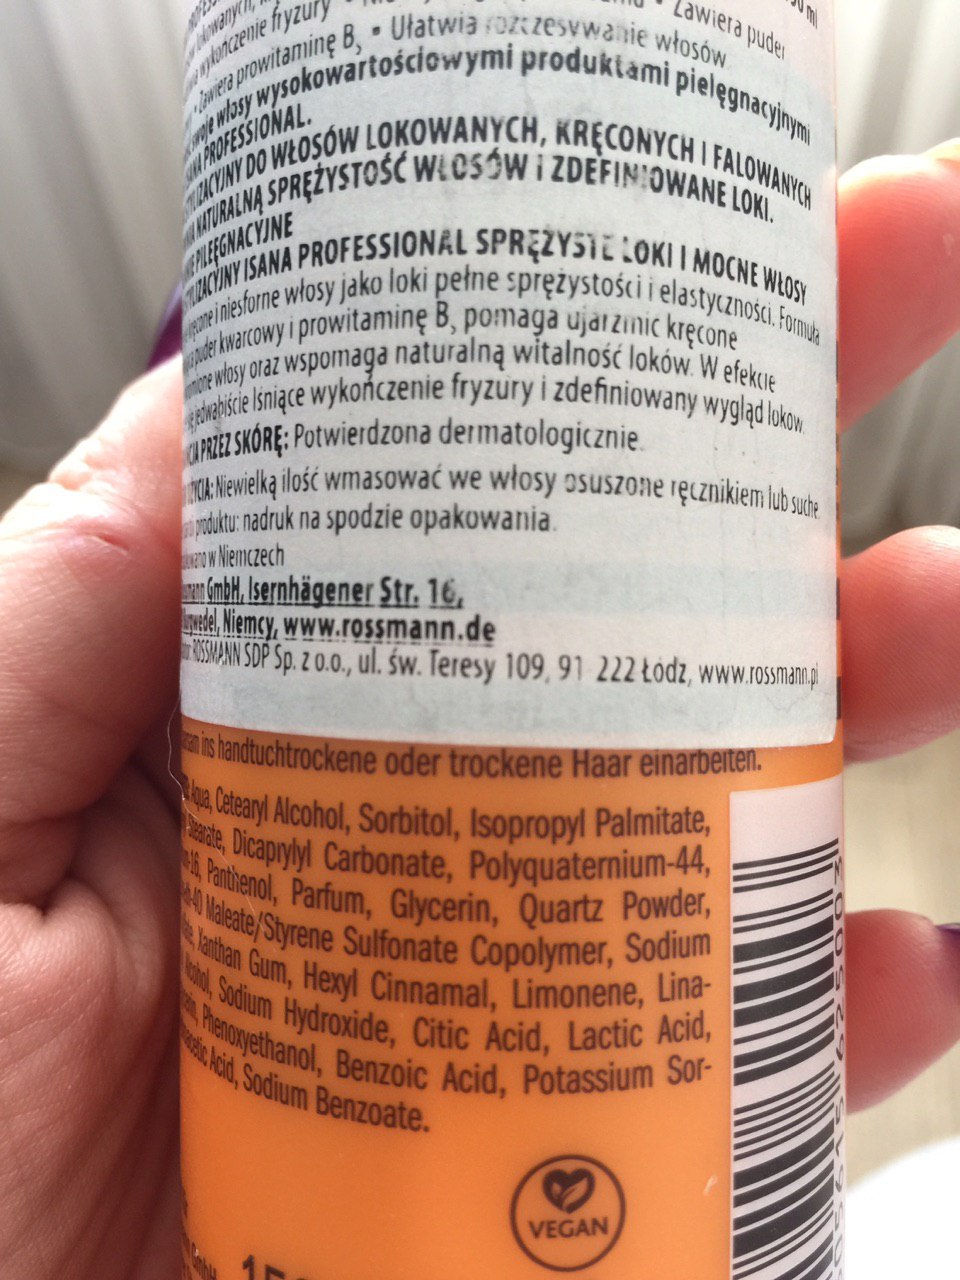 wykończenie fryzury
Zawiera puder
• Zawiera prowitaminę B₃ • Ułatwia rozczesywanie włosów
swoje włosy wysokowartościowymi produktami pielęgnacyjnymi
PROFESSIONAL.
DO WŁOSÓW LOKOWANYCH, KRĘCONYCH I FALOWANYCH
NATURALNĄ SPRĘŻYSTOŚĆ WŁOSÓW i ZDEFINIOWANE LOKI.
PIELĘGNACYJNE
ISANA PROFESSIONAL SPRĘŻYSTE LOKI I MOCNE WŁOSY
i niesforne włosy jako loki pełne sprężystości i elastyczności. Formuła
puder kwarcowy i prowitaminę B₃ pomaga ujarzmić kręcone
włosy oraz wspomaga naturalną witalność loków. W efekcie
jedwabiście lśniące wykończenie fryzury i zdefiniowany wygląd loków.
PRZEZ SKÓRĘ: Potwierdzona dermatologicznie.
Niewielką ilość wmasować we włosy osuszone ręcznikiem lub suche.
produktu: nadruk na spodzie opakowania.
w Niemczech
GmbH, Isernhägener Str. 16,
Niemcy, www.rossmann.de
ROSSMANN SDP Sp. z o.o., ul. św. Teresy 109, 91 222 Łódź, www.rossmann.pl
ins handtuchtrockene oder trockene Haar einarbeiten.
Aqua, Cetearyl Alcohol, Sorbitol, Isopropyl Palmitate,
Stearate, Dicaprylyl Carbonate, Polyquaternium-44,
Panthenol, Parfum, Glycerin, Quartz Powder,
-40 Maleate/Styrene Sulfonate Copolymer, Sodium
Xanthan Gum, Hexyl Cinnamal, Limonene, Lina-
Alcohol, Sodium Hydroxide, Citic Acid, Lactic Acid,
Phenoxyethanol, Benzoic Acid, Potassium Sor-
Acid, Sodium Benzoate.
VEGAN
GmbH